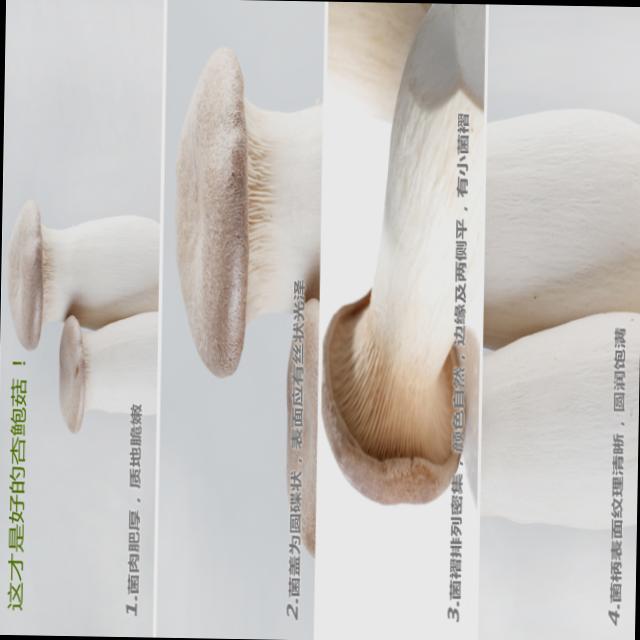 这才是好的杏鲍菇！
1.菌肉肥厚，质地脆嫩
2.菌盖为圆碟状，表面应有丝状光泽
3.菌褶排列密集，颜色自然，边缘及两侧平，有小菌褶
4.菌柄表面纹理清晰，圆润饱满